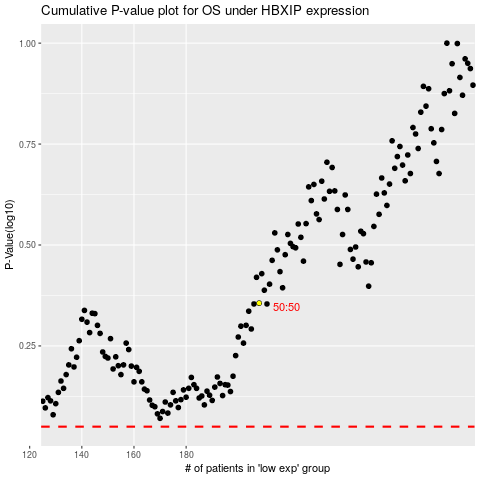 Cumulative P-value plot for OS under HBXIP expression
P-Value(log10)
1.00
0.75
0.50
0.25
50:50
120 140 160 180
# of patients in 'low exp' group